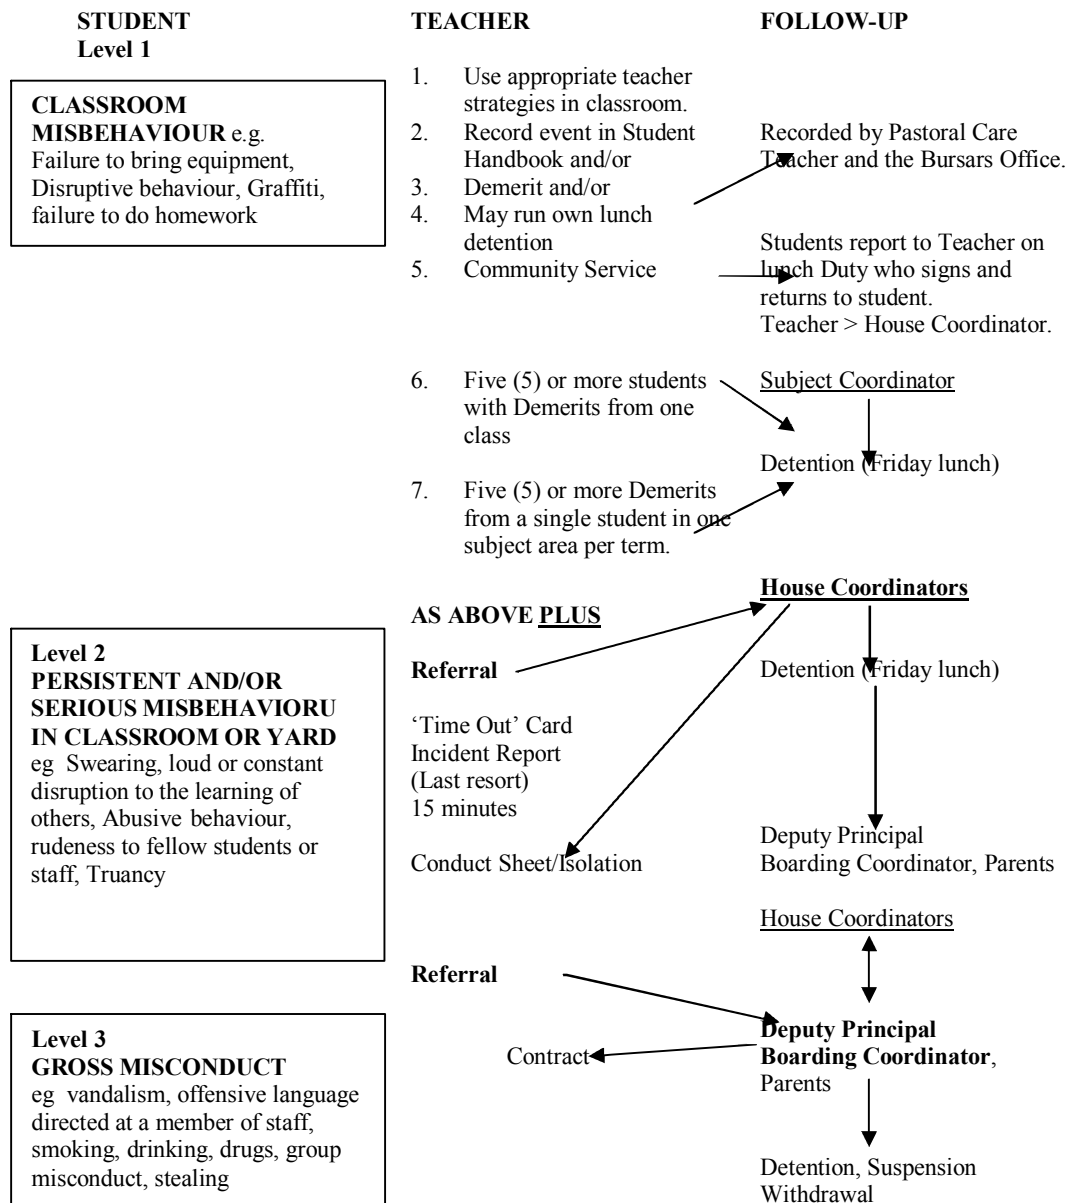 STUDENT
Level 1
TEACHER
FOLLOW-UP
CLASSROOM
MISBEHAVIOUR e.g.
Failure to bring equipment,
Disruptive behaviour, Graffiti,
failure to do homework
1. Use appropriate teacher
strategies in classroom.
2. Record event in Student
Handbook and/or
3. Demerit and/or
4. May run own lunch
detention
5. Community Service
Recorded by Pastoral Care
Teacher and the Bursars Office.
Students report to Teacher on
lunch Duty who signs and
returns to student.
Teacher > House Coordinator.
6. Five (5) or more students
with Demerits from one
class
7. Five (5) or more Demerits
from a single student in one
subject area per term.
Subject Coordinator
Detention (Friday lunch)
Level 2
PERSISTENT AND/OR
SERIOUS MISBEHAVIORU
IN CLASSROOM OR YARD
eg Swearing, loud or constant
disruption to the learning of
others, Abusive behaviour,
rudeness to fellow students or
staff, Truancy
AS ABOVE PLUS
Referral
‘Time Out’ Card
Incident Report
(Last resort)
15 minutes
Conduct Sheet/Isolation
House Coordinators
Detention (Friday lunch)
Deputy Principal
Boarding Coordinator, Parents
Level 3
GROSS MISCONDUCT
eg vandalism, offensive language
directed at a member of staff,
smoking, drinking, drugs, group
misconduct, stealing
Referral
Contract
House Coordinators
Deputy Principal
Boarding Coordinator,
Parents
Detention, Suspension
Withdrawal